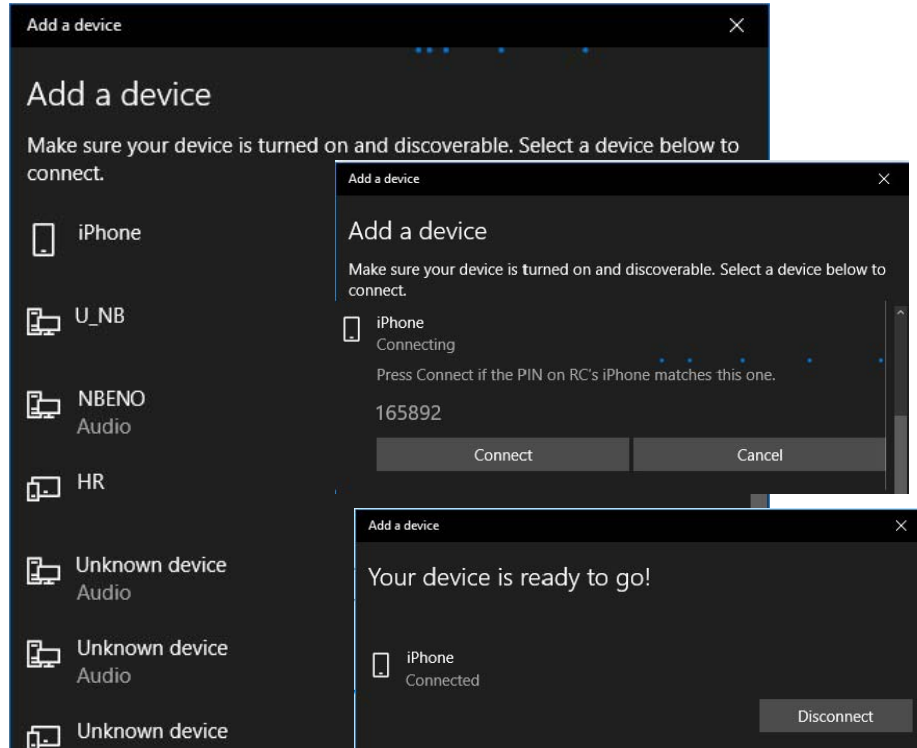 Add a device
Add a device
Make sure your device is turned on and discoverable. Select a device below to
connect.
iPhone
U_NB
NBENO
Audio
HR
Unknown device
Audio
Unknown device
Audio
Unknown device
Add a device
Add a device
Make sure your device is turned on and discoverable. Select a device below to
connect.
iPhone
Connecting
Press Connect if the PIN on RC's iPhone matches this one.
165892
Connect Cancel
Add a device
Your device is ready to go!
iPhone
Connected
Disconnect